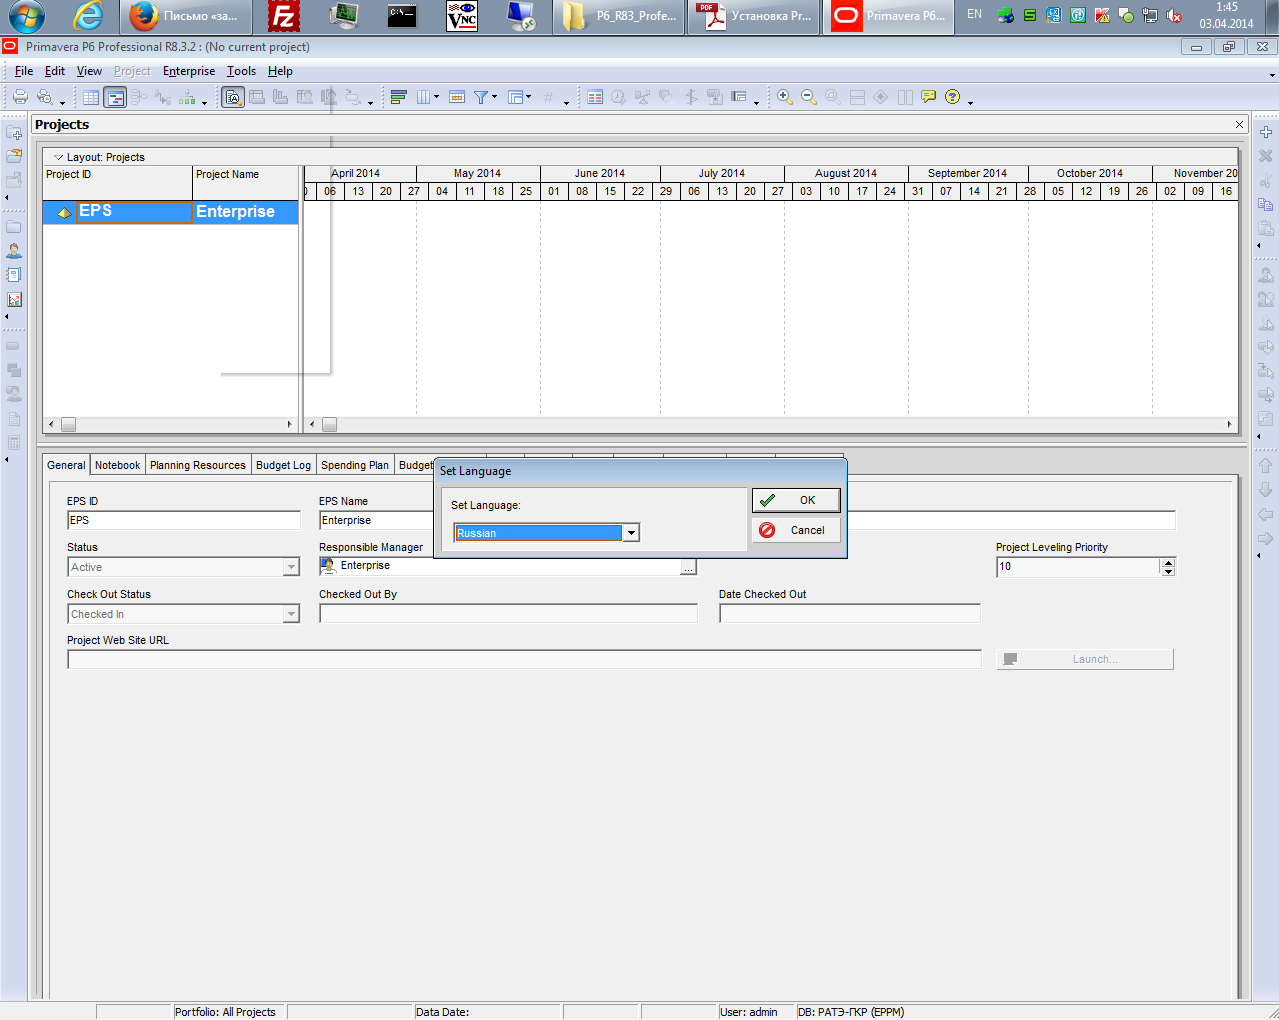 Письмо «за...
C:\_
VNC
P6_R83_Profe...
PDF
Установка Pr...
Primavera P6...
EN
1:45
03.04.2014
Primavera P6 Professional R8.3.2 : (No current project)
File Edit View Project Enterprise Tools Help
Projects
Layout: Projects
Project ID Project Name
April 2014 May 2014 June 2014 July 2014 August 2014 September 2014 October 2014 November 20
06 13 20 27 04 11 18 25 01 08 15 22 29 06 13 20 27 03 10 17 24 31 07 14 21 28 05 12 19 26 02 09 16
EPS Enterprise
General Notebook Planning Resources Budget Log Spending Plan Budget
Set Language
Set Language:
Russian
OK
Cancel
EPS ID EPS Name
EPS Enterprise
Status Responsible Manager Project Leveling Priority
Active Enterprise ... 10
Check Out Status Checked Out By Date Checked Out
Checked In
Project Web Site URL
Launch...
Portfolio: All Projects Data Date: User: admin DB: РАТЭ-ГКР (EPPM)